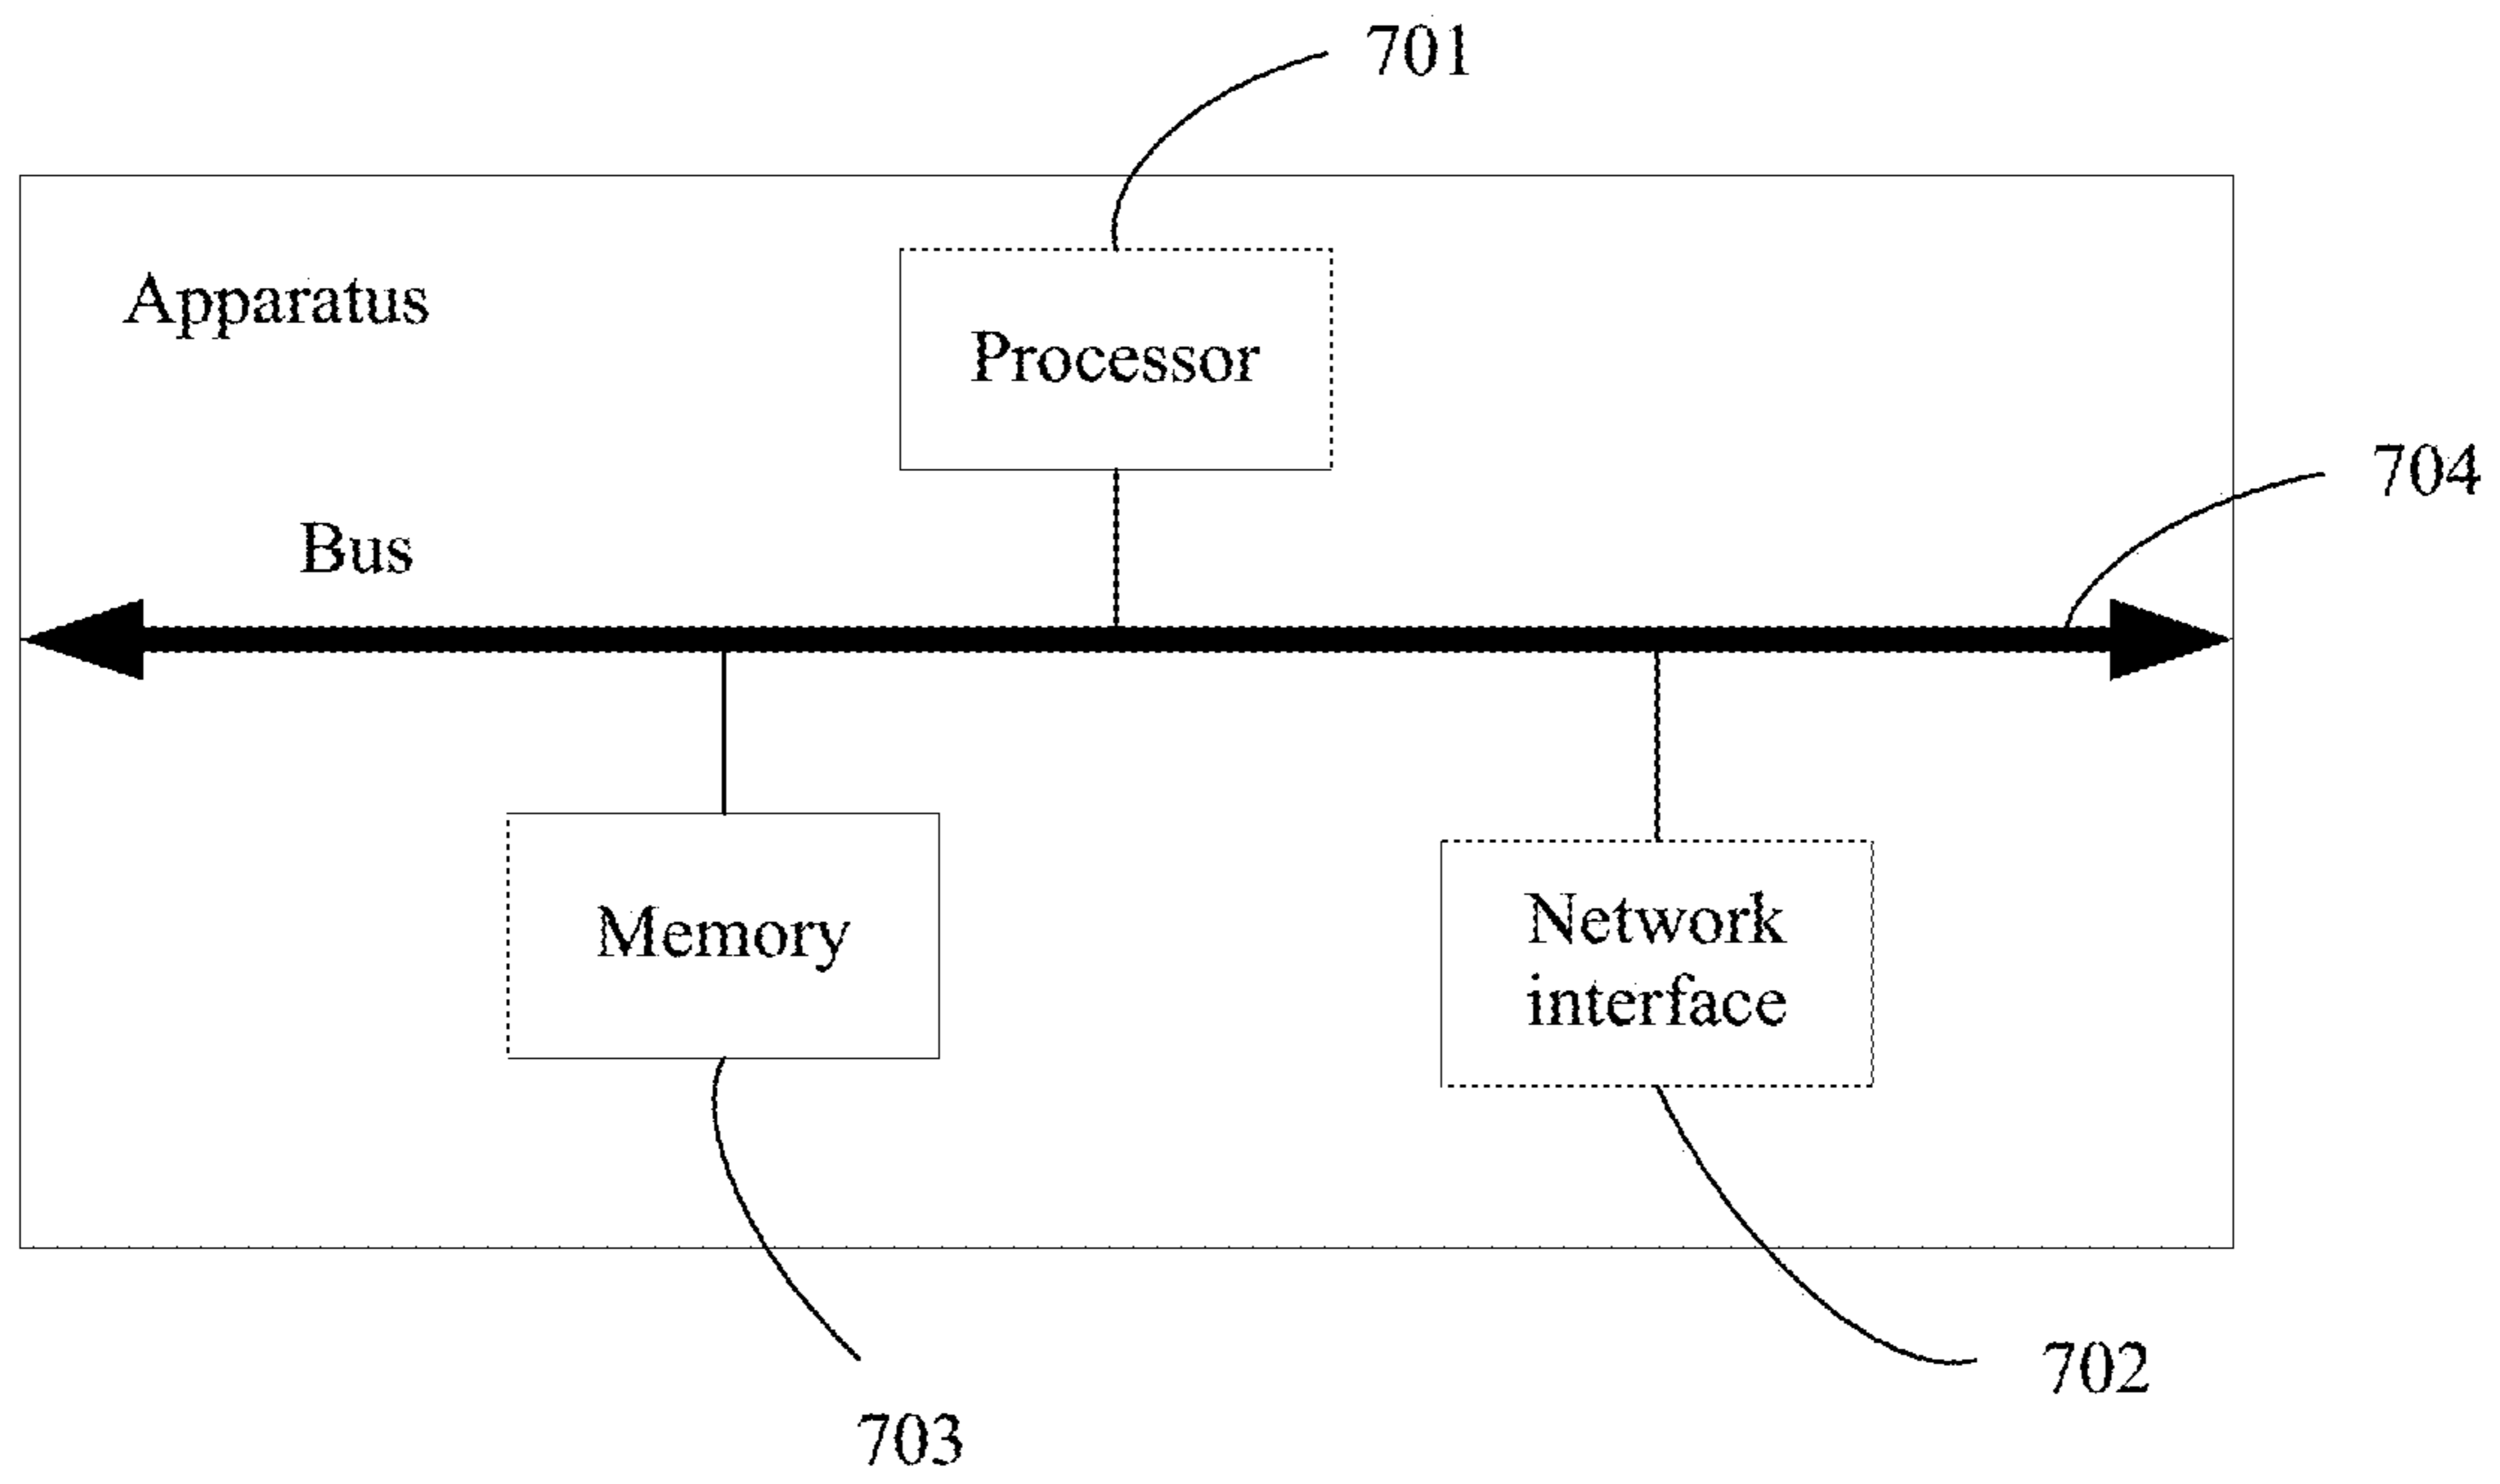 701
Apparatus
Processor
704
Bus
Memory
Network
interface
702
703